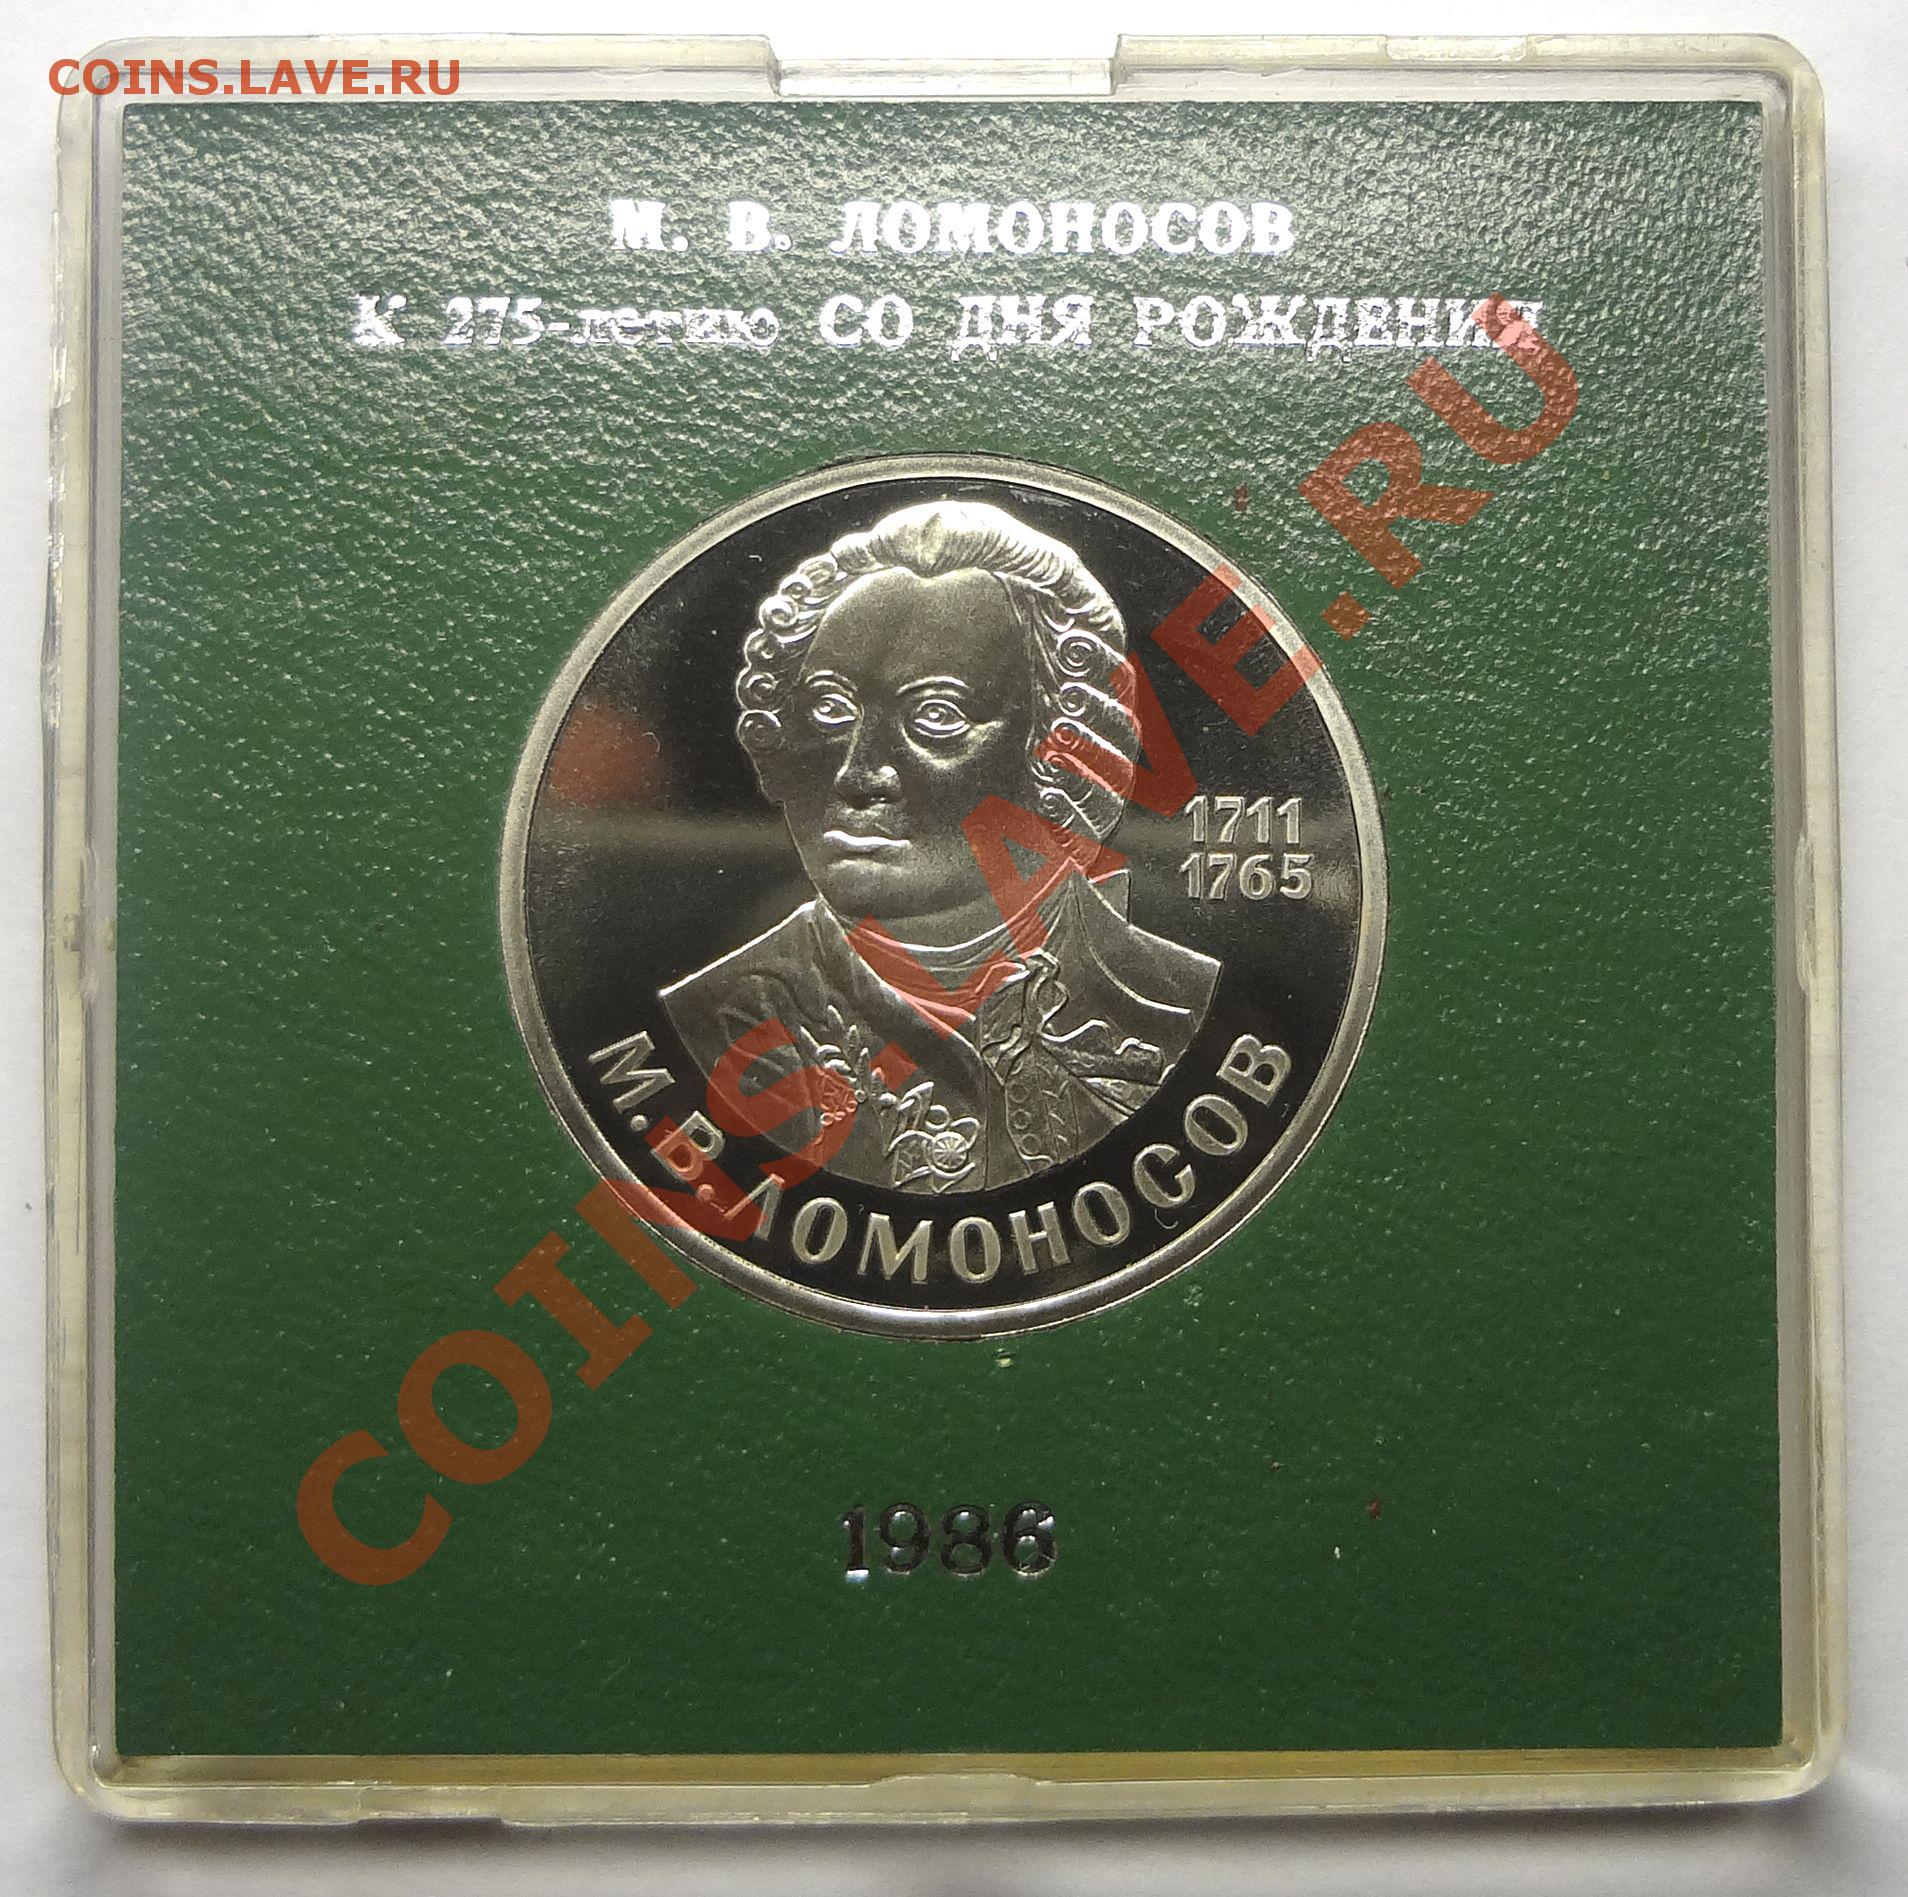 COINS.LAVE.RU
М. В. ЛОМОНОСОВ
К 275-летию СО ДНЯ РОЖДЕНИЯ
1711
1765
М.В.ЛОМОНОСОВ
COINS.LAVE.RU
1986